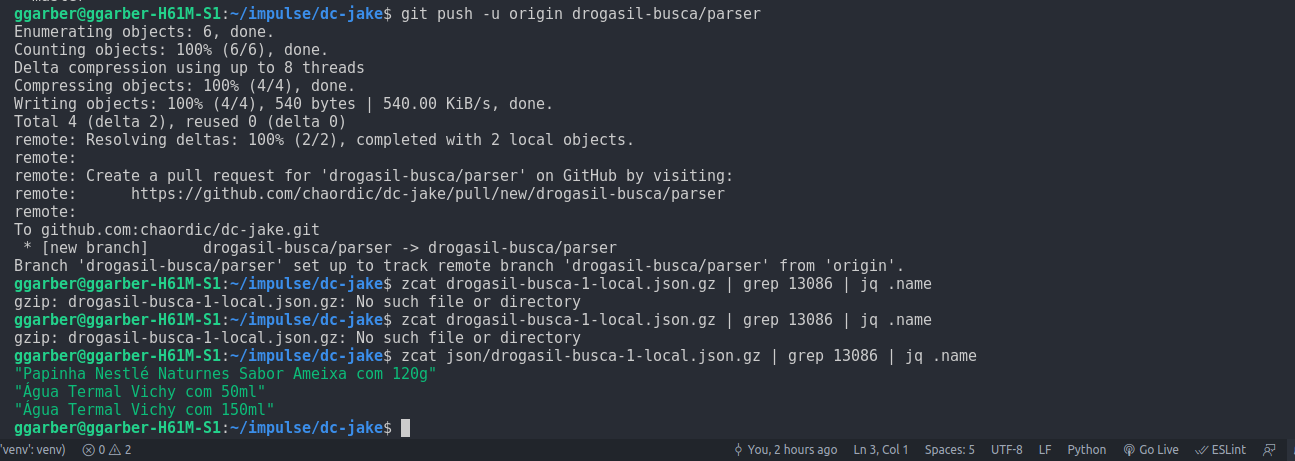 ggarber@ggarber-H61M-S1:~/impulse/dc-jake$ git push -u origin drogasil-busca/parser
Enumerating objects: 6, done.
Counting objects: 100% (6/6), done.
Delta compression using up to 8 threads
Compressing objects: 100% (4/4), done.
Writing objects: 100% (4/4), 540 bytes | 540.00 KiB/s, done.
Total 4 (delta 2), reused 0 (delta 0)
remote: Resolving deltas: 100% (2/2), completed with 2 local objects.
remote:
remote: Create a pull request for 'drogasil-busca/parser' on GitHub by visiting:
remote:      https://github.com/chaordic/dc-jake/pull/new/drogasil-busca/parser
remote:
To github.com:chaordic/dc-jake.git
 * [new branch]      drogasil-busca/parser -> drogasil-busca/parser
Branch 'drogasil-busca/parser' set up to track remote branch 'drogasil-busca/parser' from 'origin'.
ggarber@ggarber-H61M-S1:~/impulse/dc-jake$ zcat drogasil-busca-1-local.json.gz | grep 13086 | jq .name
gzip: drogasil-busca-1-local.json.gz: No such file or directory
ggarber@ggarber-H61M-S1:~/impulse/dc-jake$ zcat drogasil-busca-1-local.json.gz | grep 13086 | jq .name
gzip: drogasil-busca-1-local.json.gz: No such file or directory
ggarber@ggarber-H61M-S1:~/impulse/dc-jake$ zcat json/drogasil-busca-1-local.json.gz | grep 13086 | jq .name
"Papinha Nestlé Naturnes Sabor Ameixa com 120g"
"Água Termal Vichy com 50ml"
"Água Termal Vichy com 150ml"
ggarber@ggarber-H61M-S1:~/impulse/dc-jake$
'venv': venv) 0 2 You, 2 hours ago Ln 3, Col 1 Spaces: 5 UTF-8 LF Python Go Live ESLint